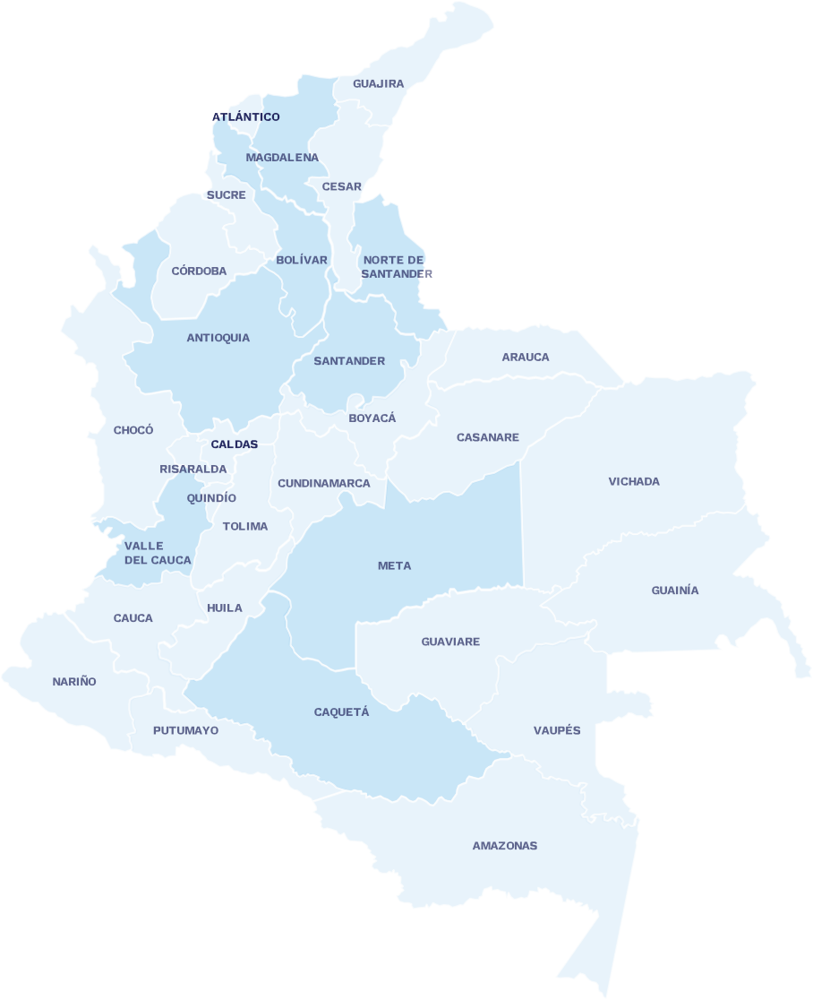 GUAJIRA
ATLÁNTICO
MAGDALENA
CESAR
SUCRE
BOLÍVAR
NORTE DE
SANTANDER
CÓRDOBA
ANTIOQUIA
ARAUCA
SANTANDER
BOYACÁ
CHOCÓ
CASANARE
CALDAS
RISARALDA
CUNDINAMARCA
VICHADA
QUINDÍO
TOLIMA
VALLE
DEL CAUCA
META
GUAINÍA
HUILA
CAUCA
GUAVIARE
NARIÑO
CAQUETÁ
PUTUMAYO
VAUPÉS
AMAZONAS